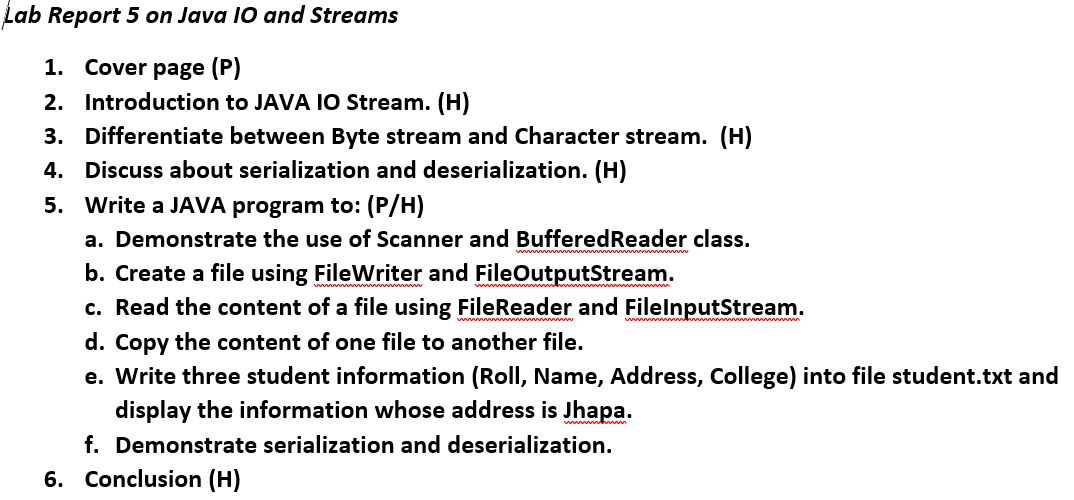 Lab Report 5 on Java IO and Streams
1. Cover page (P)
2. Introduction to JAVA IO Stream. (H)
3. Differentiate between Byte stream and Character stream. (H)
4. Discuss about serialization and deserialization. (H)
5. Write a JAVA program to: (P/H)
a. Demonstrate the use of Scanner and BufferedReader class.
b. Create a file using FileWriter and FileOutputStream.
c. Read the content of a file using FileReader and FileInputStream.
d. Copy the content of one file to another file.
e. Write three student information (Roll, Name, Address, College) into file student.txt and
display the information whose address is Jhapa.
f. Demonstrate serialization and deserialization.
6. Conclusion (H)